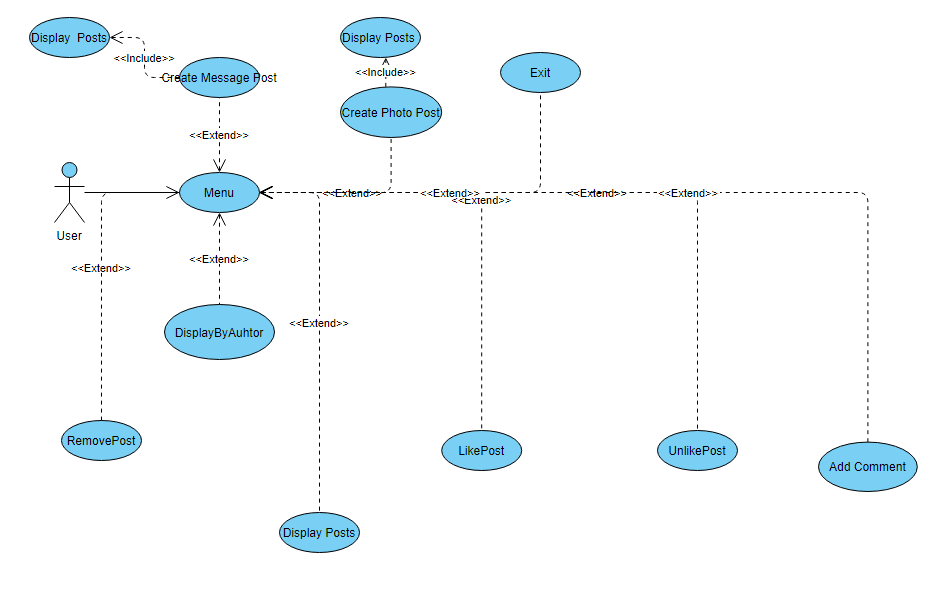 Display  Posts
Display Posts
<<Include>>
<<Include>>
Exit
Create Message Post
Create Photo Post
<<Extend>>
Menu
<<Extend>>
<<Extend>>
<<Extend>>
<<Extend>>
<<Extend>>
User
<<Extend>>
<<Extend>>
<<Extend>>
DisplayByAuhtor
RemovePost
LikePost
UnlikePost
Add Comment
Display Posts